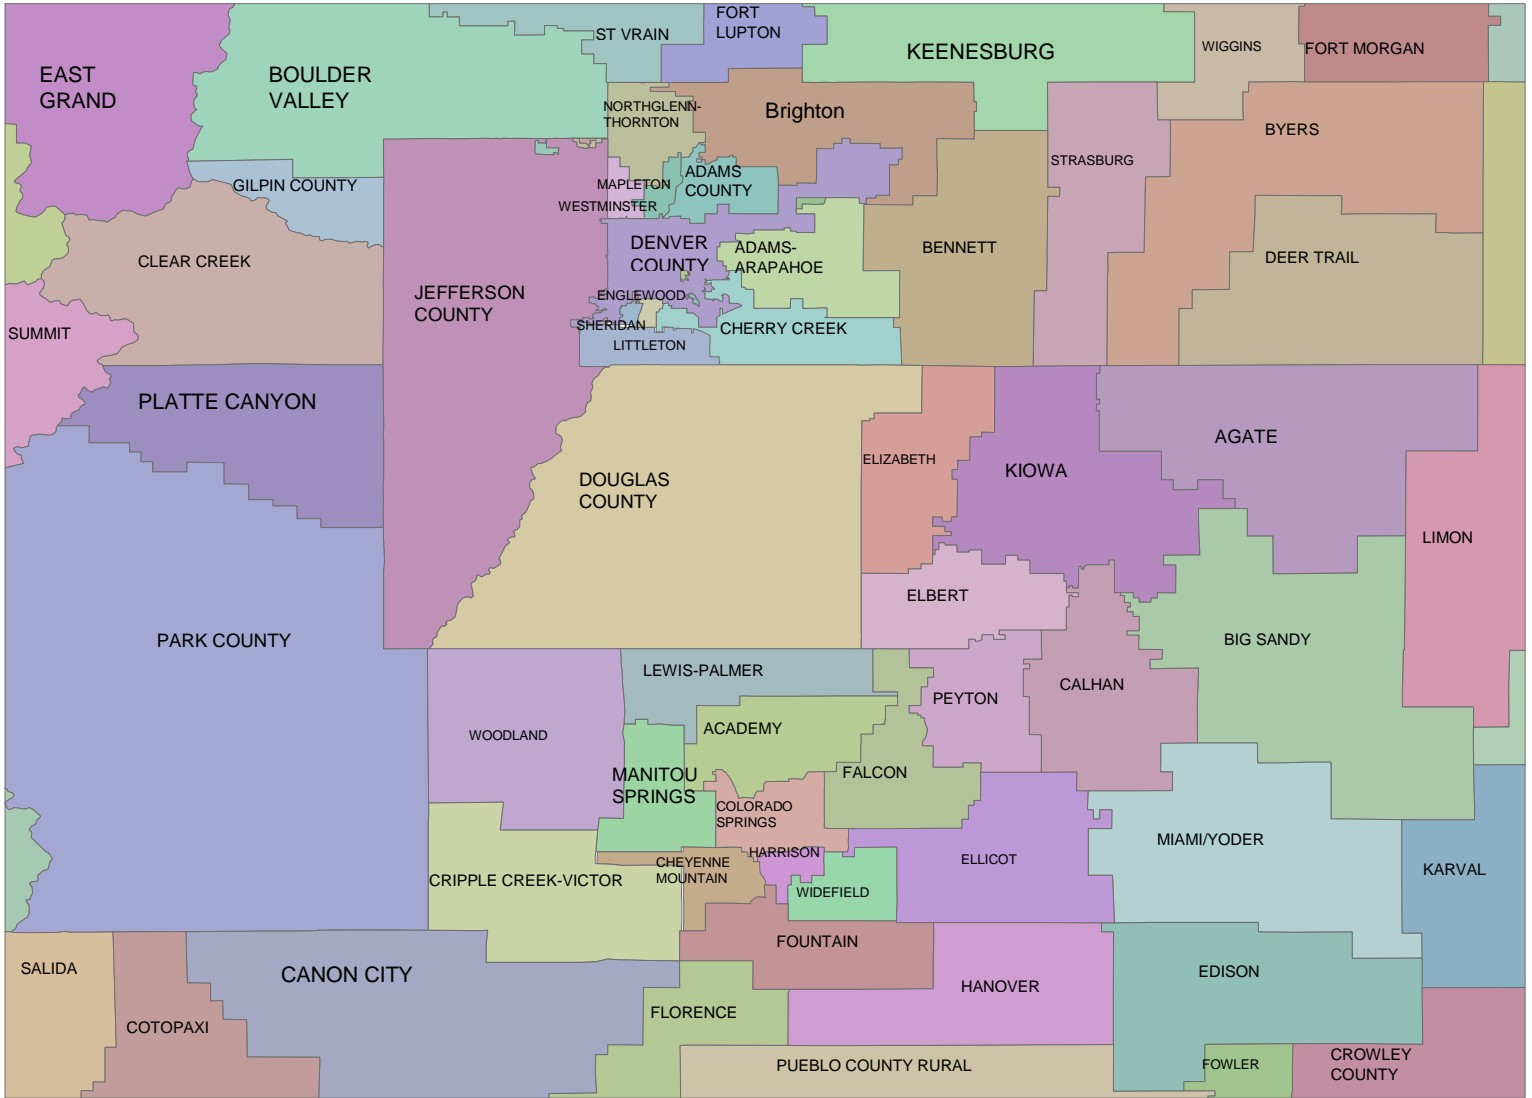 FORT
LUPTON
ST VRAIN
KEENESBURG
WIGGINS
FORT MORGAN
EAST
GRAND
BOULDER
VALLEY
NORTHGLENN-
THORNTON
Brighton
BYERS
STRASBURG
GILPIN COUNTY
MAPLETON
ADAMS
COUNTY
WESTMINSTER
CLEAR CREEK
DENVER
COUNTY
ADAMS-
ARAPAHOE
BENNETT
DEER TRAIL
JEFFERSON
COUNTY
ENGLEWOOD
SHERIDAN
CHERRY CREEK
LITTLETON
SUMMIT
PLATTE CANYON
AGATE
ELIZABETH
KIOWA
DOUGLAS
COUNTY
LIMON
ELBERT
PARK COUNTY
BIG SANDY
LEWIS-PALMER
PEYTON
CALHAN
WOODLAND
ACADEMY
MANITOU
SPRINGS
FALCON
COLORADO
SPRINGS
MIAMI/YODER
HARRISON
ELLICOT
CHEYENNE
MOUNTAIN
KARVAL
CRIPPLE CREEK-VICTOR
WIDEFIELD
FOUNTAIN
SALIDA
CANON CITY
EDISON
HANOVER
COTOPAXI
FLORENCE
PUEBLO COUNTY RURAL
FOWLER
CROWLEY
COUNTY